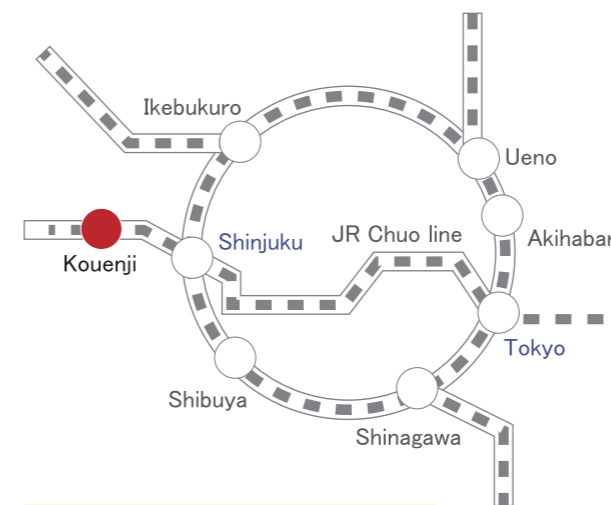 Ikebukuro
Ueno
Shinjuku
JR Chuo line
Akihabar
Kouenji
Tokyo
Shibuya
Shinagawa